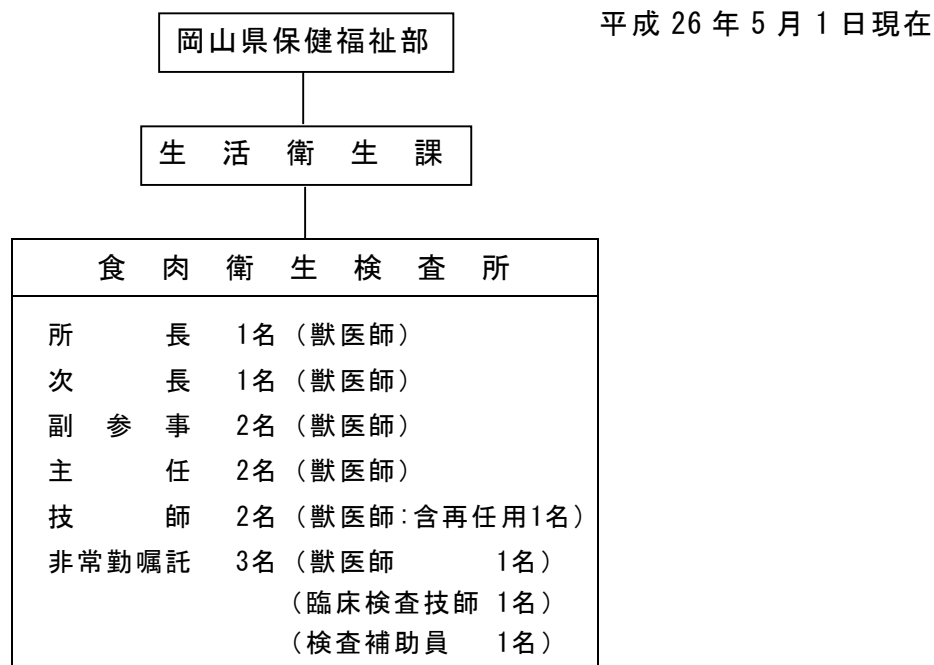 平成 26 年 5 月 1 日現在
岡山県保健福祉部
生 活 衛 生 課
食 肉 衛 生 検 査 所
所 長 1名 (獣医師)
次 長 1名 (獣医師)
副 参 事 2名 (獣医師)
主 任 2名 (獣医師)
技 師 2名 (獣医師:含再任用1名)
非常勤嘱託 3名 (獣医師 1名)
(臨床検査技師 1名)
(検査補助員 1名)